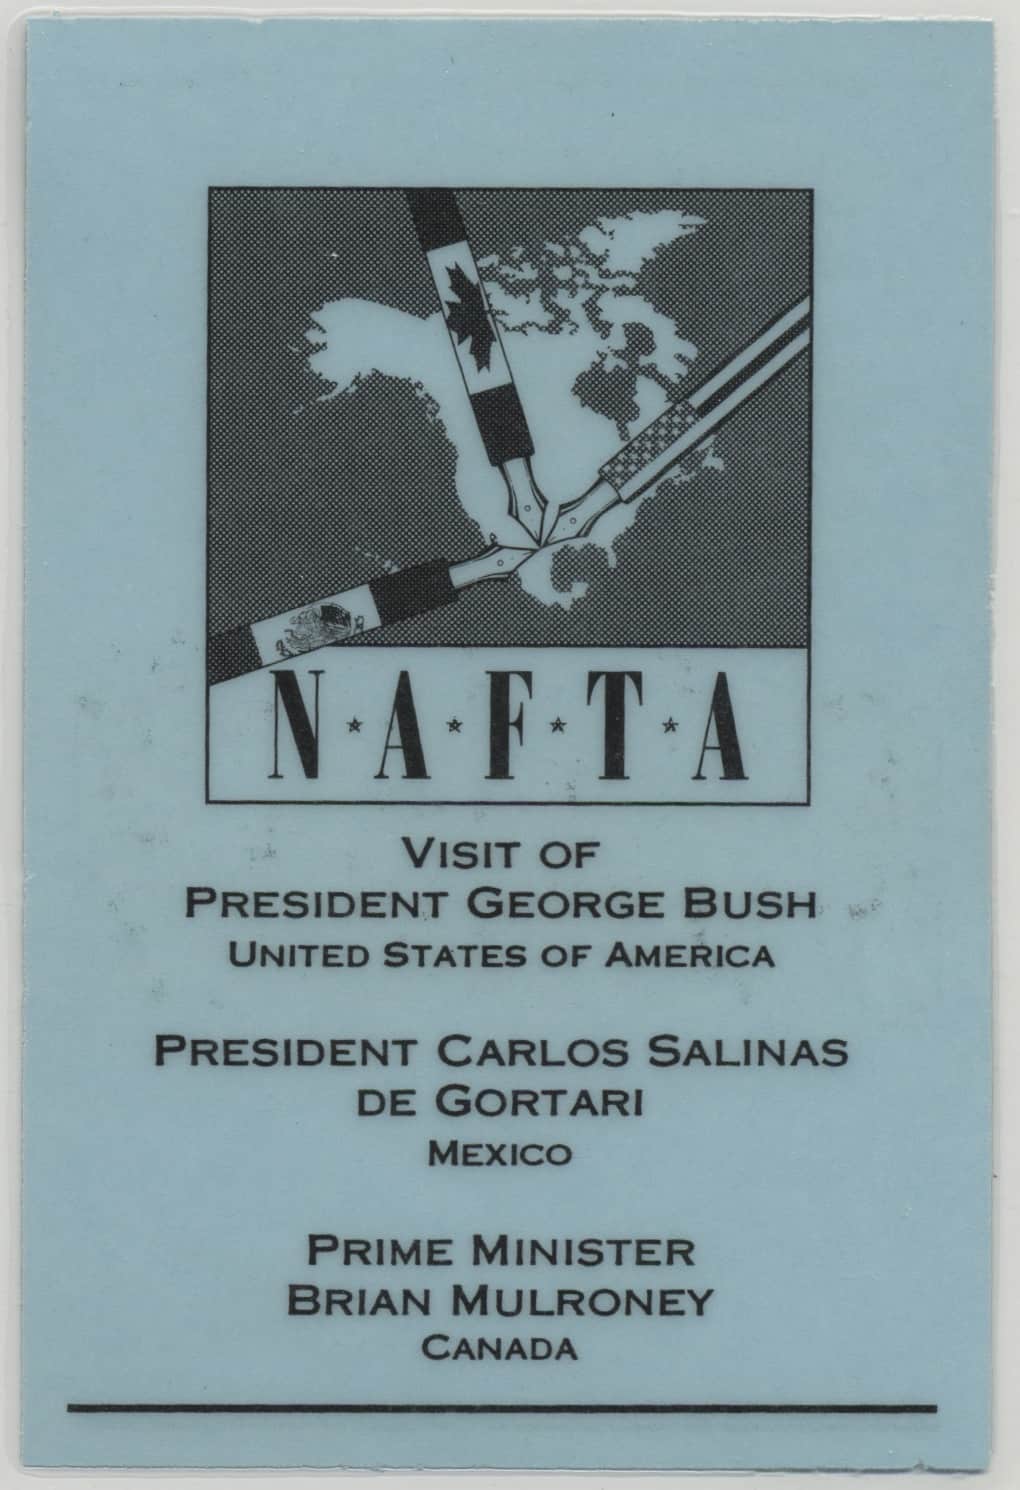 N★A★F★T★A
VISIT OF
PRESIDENT GEORGE BUSH
UNITED STATES OF AMERICA
PRESIDENT CARLOS SALINAS
DE GORTARI
MEXICO
PRIME MINISTER
BRIAN MULRONEY
CANADA